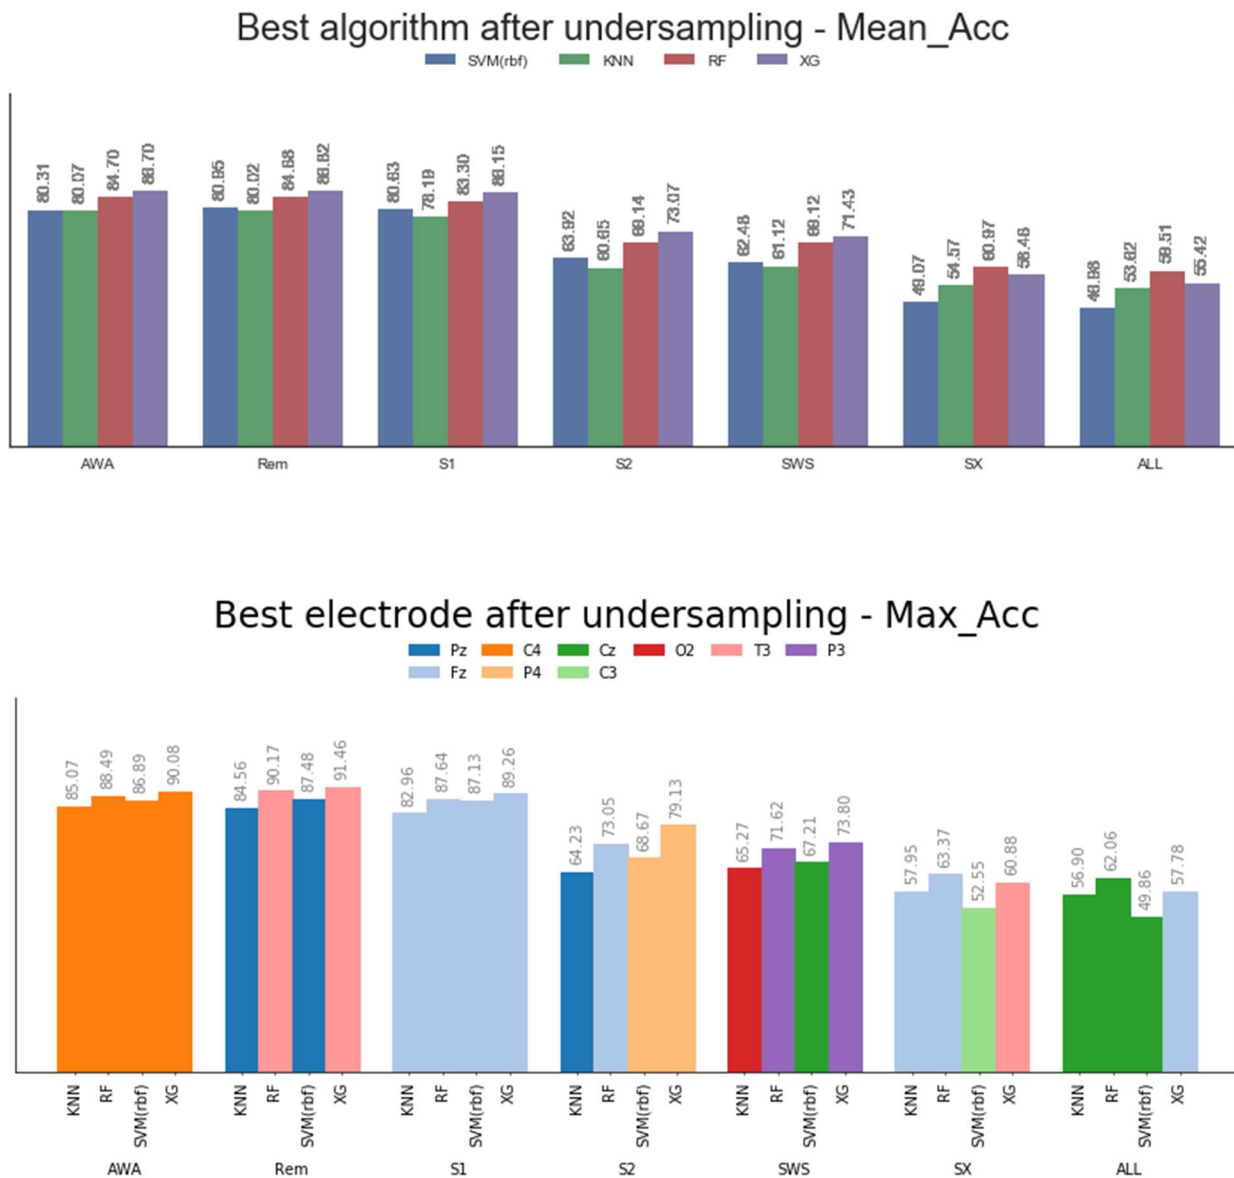 Best algorithm after undersampling - Mean_Acc
SVM(rbf) KNN RF XG
80.31 80.07 84.70 86.70 80.95 80.02 84.68 86.82 80.63 78.19 83.30 86.15 63.92 60.65 69.14 73.07 62.48 61.12 69.12 71.43 49.07 54.57 60.97 58.46 46.98 53.62 59.51 55.42
AWA Rem S1 S2 SWS SX ALL
Best electrode after undersampling - Max_Acc
Pz C4 Cz O2 T3 P3
Fz P4 C3
85.07 88.49 86.89 90.08 84.56 90.17 87.48 91.46 82.96 87.64 87.13 89.26 64.23 73.05 68.67 79.13 65.27 71.62 67.21 73.80 57.95 63.37 52.55 60.88 56.90 62.06 49.86 57.78
KNN RF SVM(rbf) XG KNN RF SVM(rbf) XG KNN RF SVM(rbf) XG KNN RF SVM(rbf) XG KNN RF SVM(rbf) XG KNN RF SVM(rbf) XG KNN RF SVM(rbf) XG
AWA Rem S1 S2 SWS SX ALL